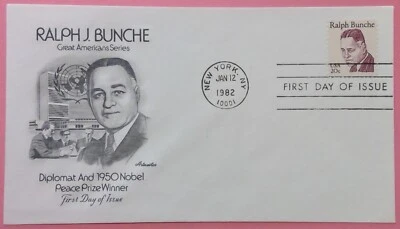 RALPH J. BUNCHE
Great Americans Series
Diplomat And 1950 Nobel
Peace Prize Winner
First Day of Issue
NEW YORK, NY
JAN 12
1982
10001
FIRST DAY OF ISSUE
Ralph Bunche
USA
20c